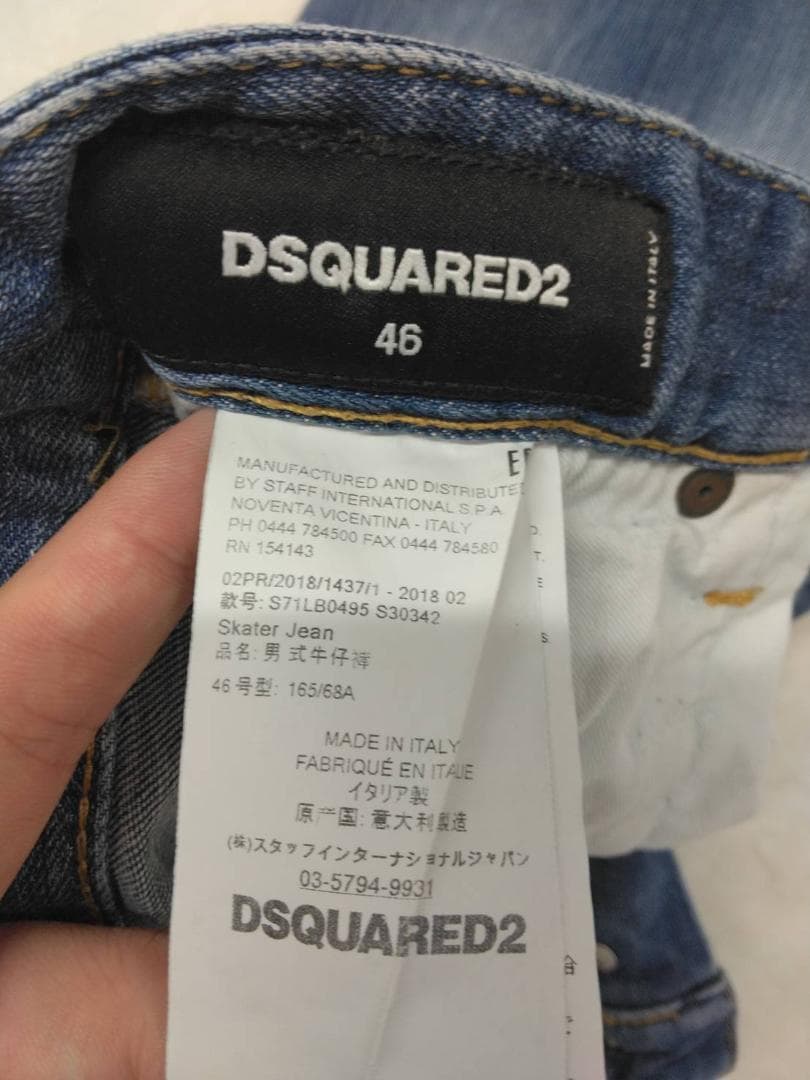 DSQUARED2
46
MADE IN ITALY
MANUFACTURED AND DISTRIBUTE
BY STAFF INTERNATIONAL S.P.A.
NOVENTA VICENTINA - ITALY
PH 0444 784500 FAX 0444 784580
RN 154143
02PR/2018/1437/1 - 2018 02
款号: S71LB0495 S30342
Skater Jean
品名: 男式牛仔裤
46 号型: 165/68A
MADE IN ITALY
FABRIQUÉ EN ITALIE
イタリア製
原产国: 意大利製造
(株)スタッフインターナショナルジャパン
03-5794-9931
DSQUARED2